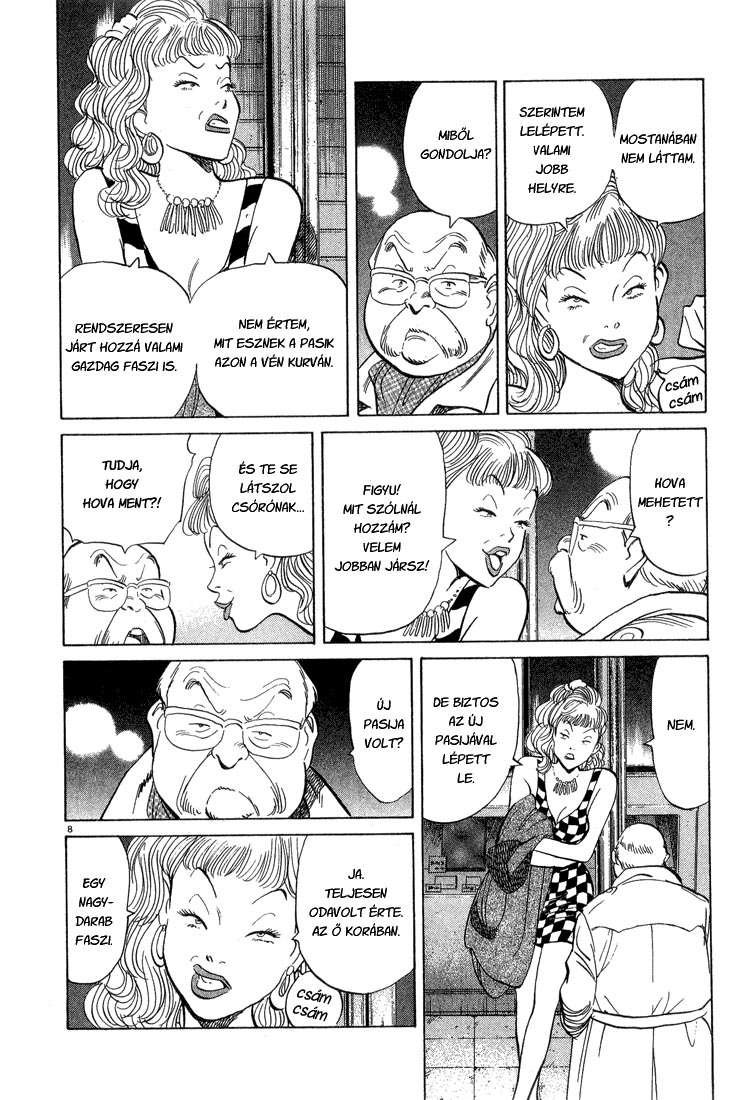 MOSTANÁBAN
NEM LÁTTAM.
SZERINTEM
LELÉPETT.
VALAMI
JOBB
HELYRE.
csám
csám
MIBŐL
GONDOLJA?
NEM ÉRTEM,
MIT ESZNEK A PASIK
AZON A VÉN KURVÁN.
RENDSZERESEN
JÁRT HOZZÁ VALAMI
GAZDAG FASZI IS.
HOVA
MEHETETT
?
FIGYU!
MIT SZÓLNÁL
HOZZÁM?
VELEM
JOBBAN JÁRSZ!
ÉS TE SE
LÁTSZOL
CSÓRÓNAK...
TUDJA,
HOGY
HOVA MENT?!
NEM.
DE BIZTOS
AZ ÚJ
PASIJÁVAL
LÉPETT
LE.
ÚJ
PASIJA
VOLT?
8
JA.
TELJESEN
ODAVOLT ÉRTE.
AZ Ő KORÁBAN.
EGY
NAGY-
DARAB
FASZI.
csám
csám